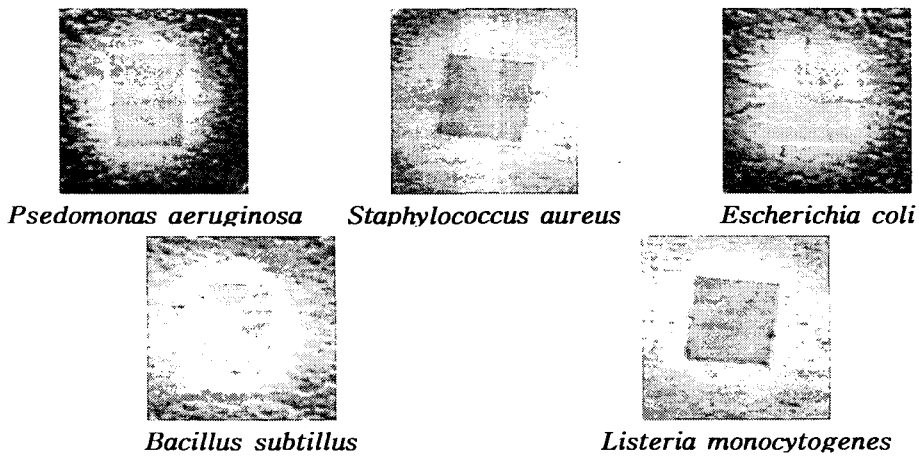 Psedomonas aeruginosa
Staphylococcus aureus
Escherichia coli
Bacillus subtillus
Listeria monocytogenes